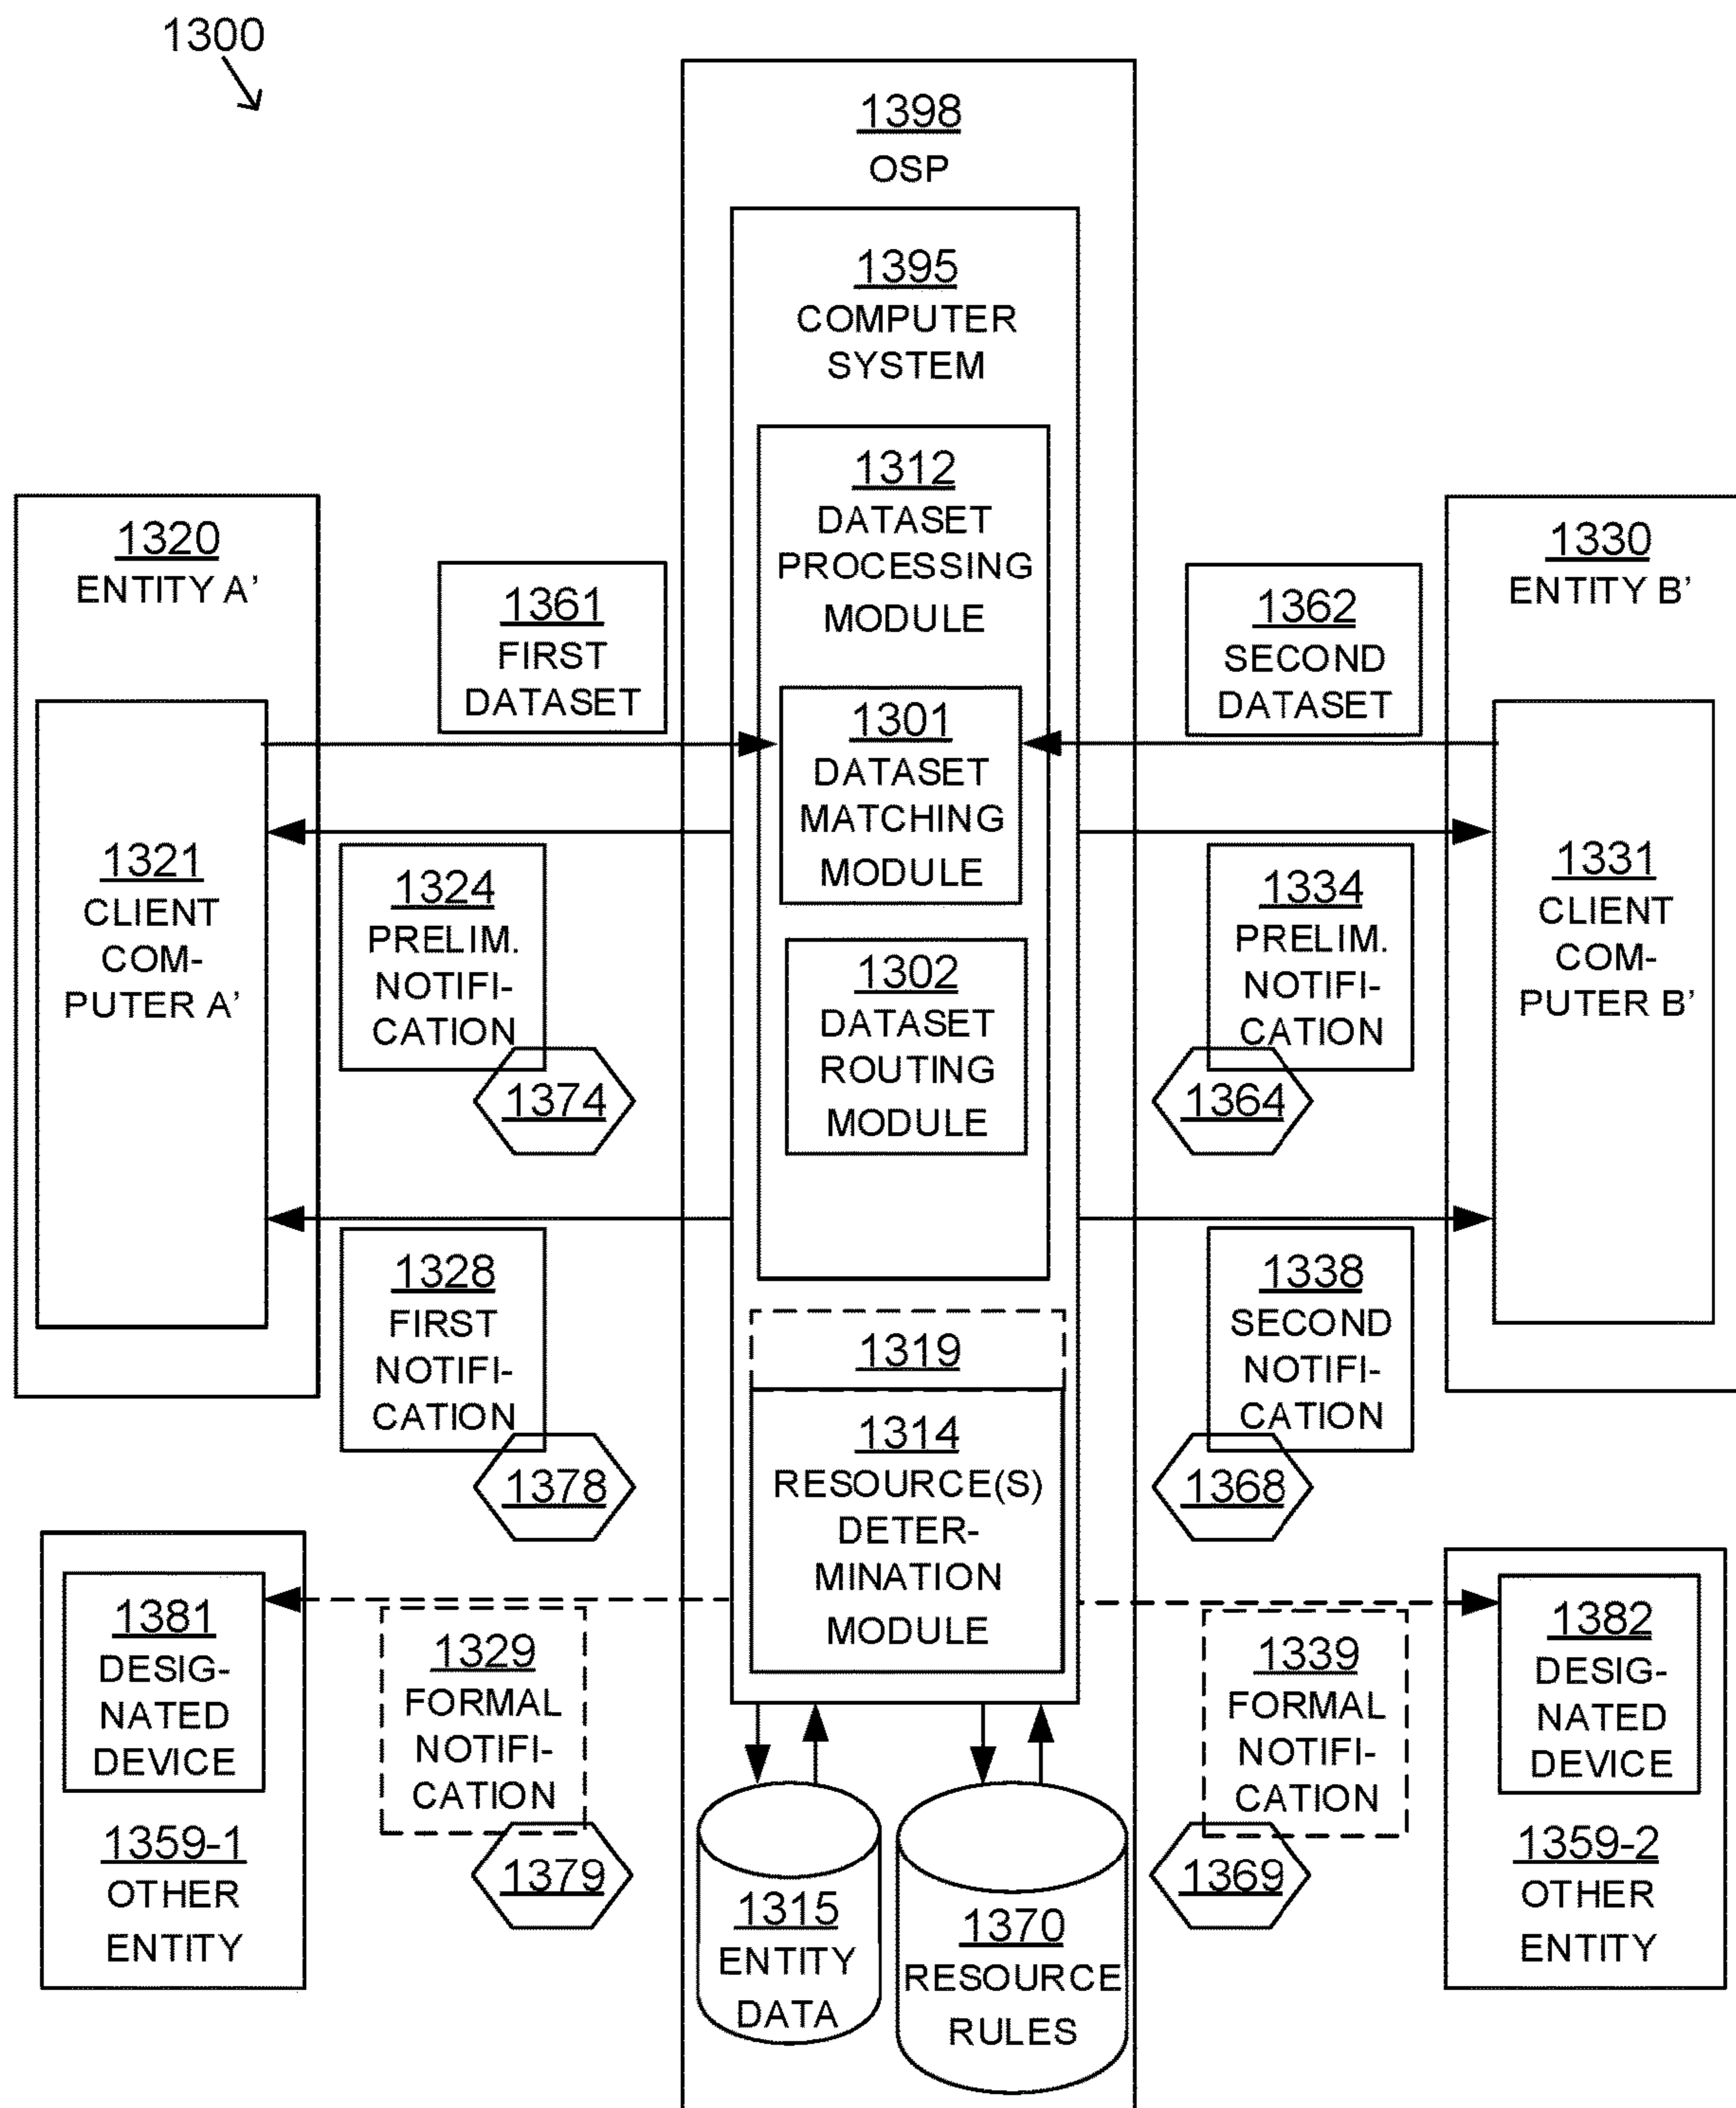 1300
1398
OSP
1395
COMPUTER
SYSTEM
1312
DATASET
PROCESSING
MODULE
1301
DATASET
MATCHING
MODULE
1302
DATASET
ROUTING
MODULE
1319
1314
RESOURCE(S)
DETER-
MINATION
MODULE
1315
ENTITY
DATA
1370
RESOURCE
RULES
1320
ENTITY A’
1321
CLIENT
COM-
PUTER A’
1361
FIRST
DATASET
1324
PRELIM.
NOTIFI-
CATION
1374
1328
FIRST
NOTIFI-
CATION
1378
1381
DESIG-
NATED
DEVICE
1359-1
OTHER
ENTITY
1329
FORMAL
NOTIFI-
CATION
1379
1330
ENTITY B’
1331
CLIENT
COM-
PUTER B’
1362
SECOND
DATASET
1334
PRELIM.
NOTIFI-
CATION
1364
1338
SECOND
NOTIFI-
CATION
1368
1339
FORMAL
NOTIFI-
CATION
1369
1382
DESIG-
NATED
DEVICE
1359-2
OTHER
ENTITY